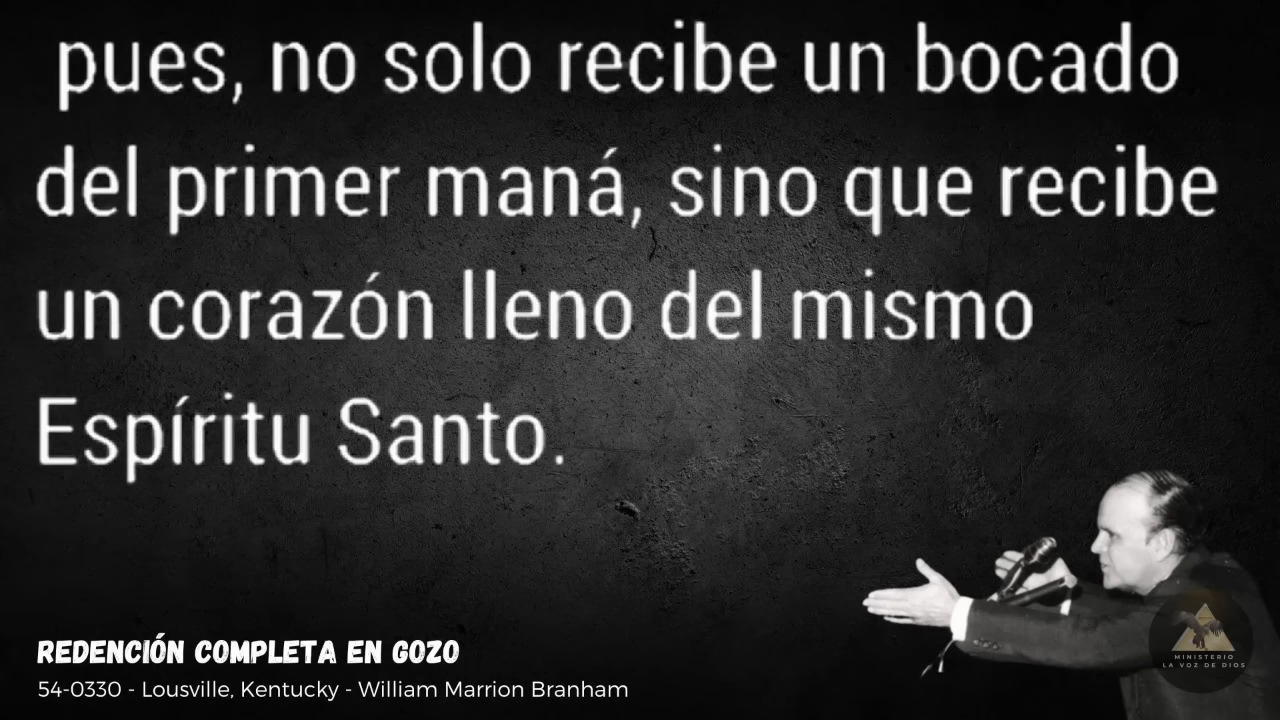 pues, no solo recibe un bocado
del primer maná, sino que recibe
un corazón lleno del mismo
Espíritu Santo.
REDENCIÓN COMPLETA EN GOZO
54-0330 - Lousville, Kentucky - William Marrion Branham
MINISTERIO
LA VOZ DE DIOS